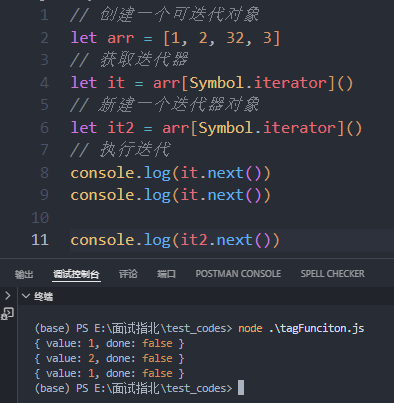 1 // 创建一个可迭代对象
2 let arr = [1, 2, 32, 3]
3 // 获取迭代器
4 let it = arr[Symbol.iterator]()
5 // 新建一个迭代器对象
6 let it2 = arr[Symbol.iterator]()
7 // 执行迭代
8 console.log(it.next())
9 console.log(it.next())
10
11 console.log(it2.next())
输出 调试控制台 评论 端口 POSTMAN CONSOLE SPELL CHECKER
终端
(base) PS E:\面试指北\test_codes> node .\tagFunciton.js
{ value: 1, done: false }
{ value: 2, done: false }
{ value: 1, done: false }
(base) PS E:\面试指北\test_codes>